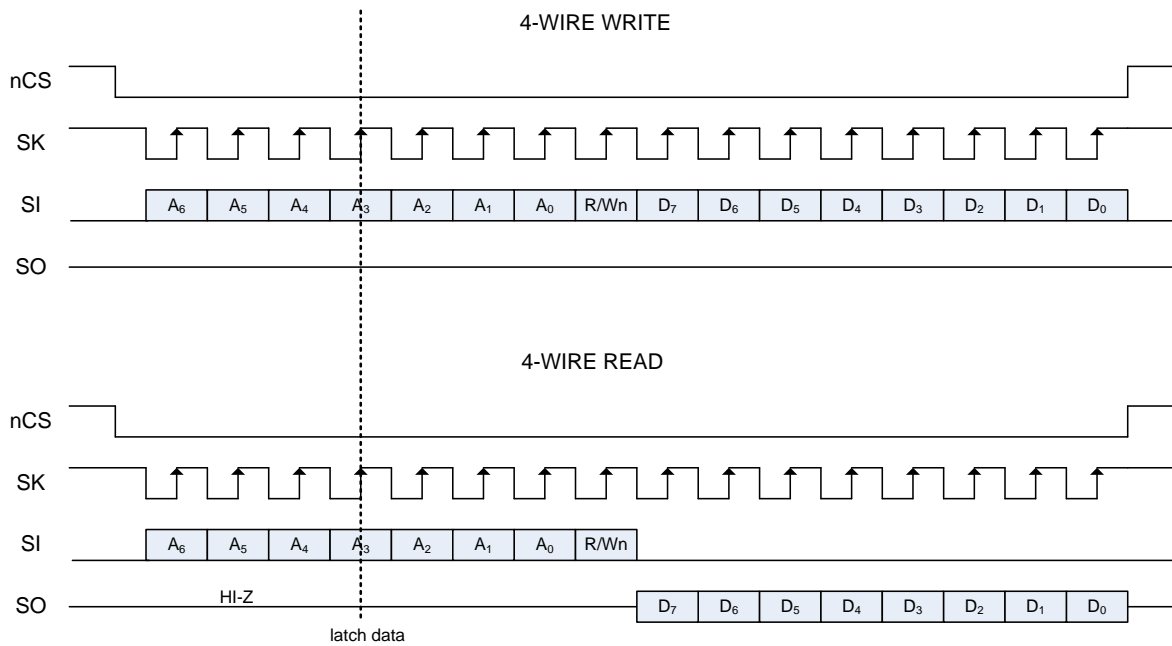 4-WIRE WRITE
nCS
SK
SI A₆ A₅ A₄ A₃ A₂ A₁ A₀ R/Wn D₇ D₆ D₅ D₄ D₃ D₂ D₁ D₀
SO
4-WIRE READ
nCS
SK
SI A₆ A₅ A₄ A₃ A₂ A₁ A₀ R/Wn
SO HI-Z D₇ D₆ D₅ D₄ D₃ D₂ D₁ D₀
latch data